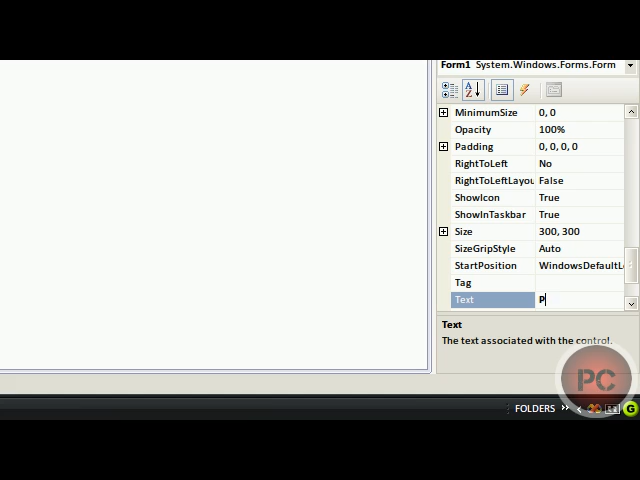 Form1 System.Windows.Forms.Form
A
Z
MinimumSize 0, 0
Opacity 100%
Padding 0, 0, 0, 0
RightToLeft No
RightToLeftLayou False
ShowIcon True
ShowInTaskbar True
Size 300, 300
SizeGripStyle Auto
StartPosition WindowsDefaultLo
Tag
Text P
Text
The text associated with the control.
PC
FOLDERS
G